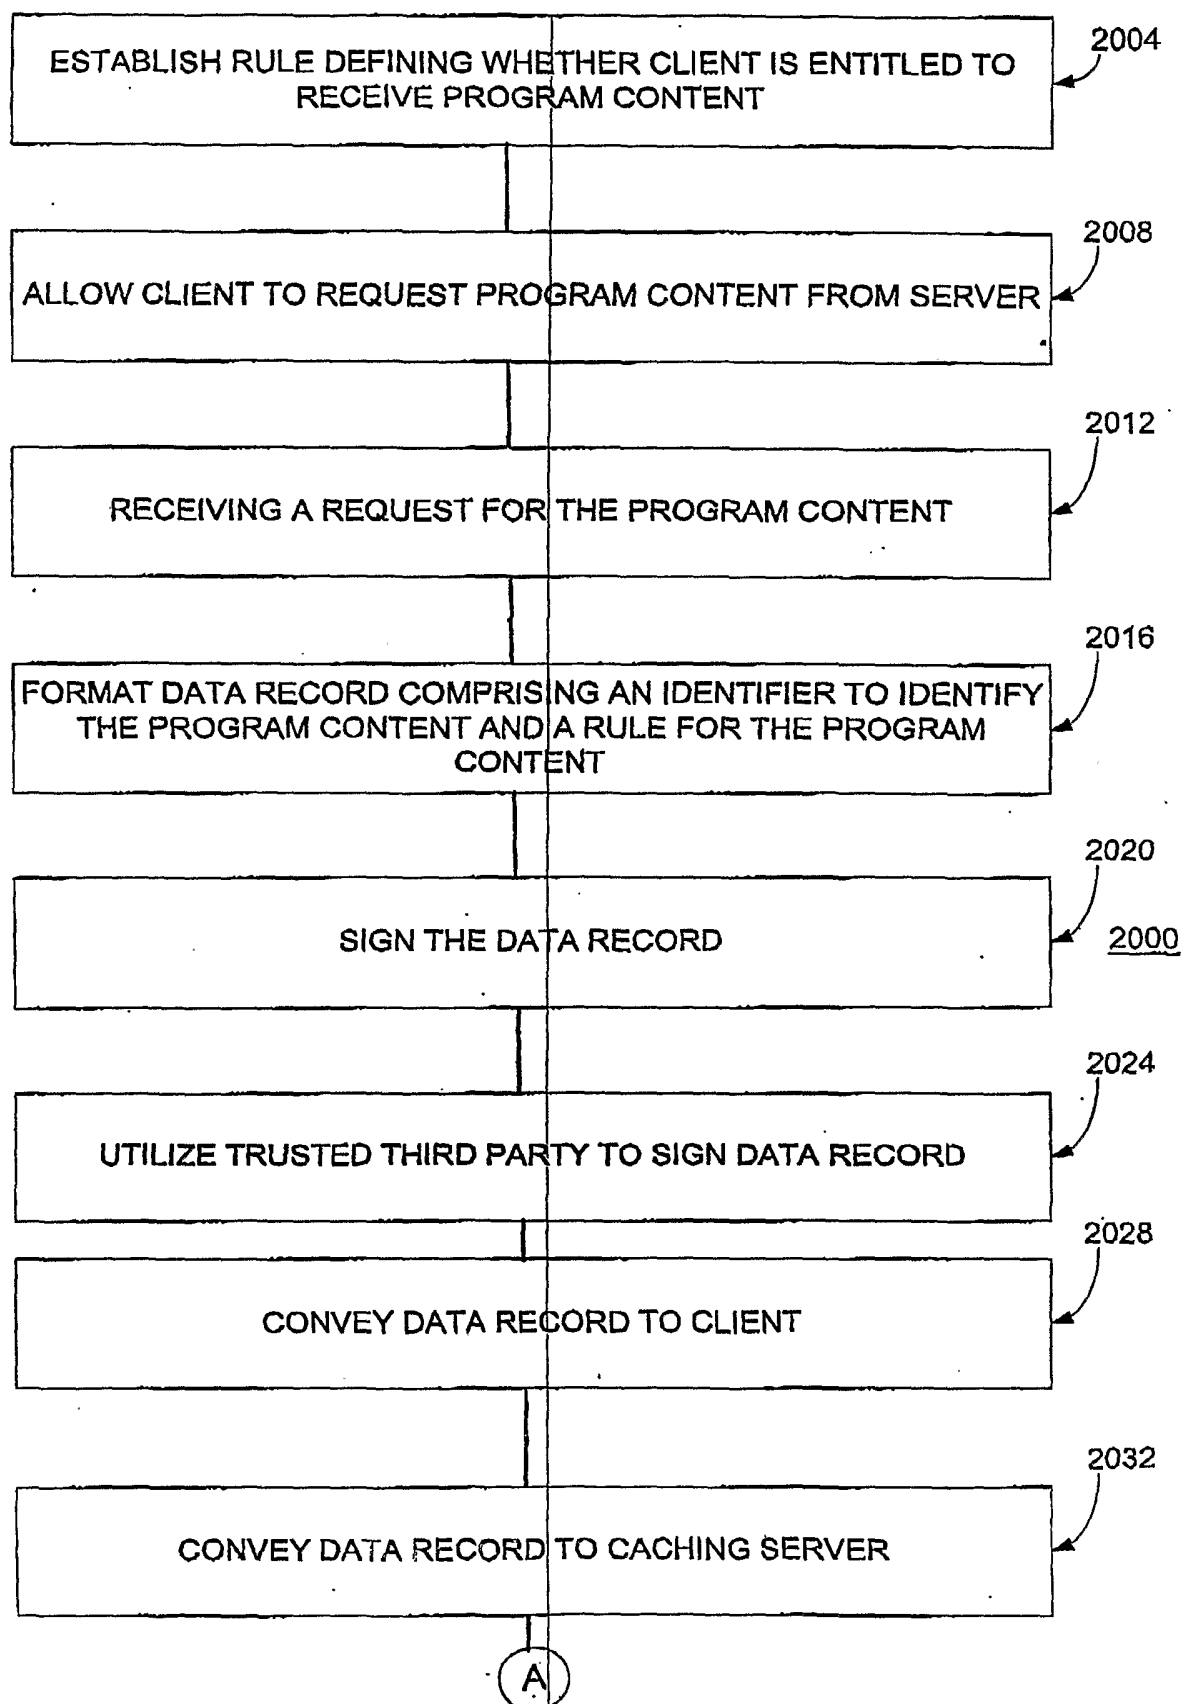 2004
ESTABLISH RULE DEFINING WHETHER CLIENT IS ENTITLED TO
RECEIVE PROGRAM CONTENT
2008
ALLOW CLIENT TO REQUEST PROGRAM CONTENT FROM SERVER
2012
RECEIVING A REQUEST FOR THE PROGRAM CONTENT
2016
FORMAT DATA RECORD COMPRISING AN IDENTIFIER TO IDENTIFY
THE PROGRAM CONTENT AND A RULE FOR THE PROGRAM
CONTENT
2020
SIGN THE DATA RECORD
2000
2024
UTILIZE TRUSTED THIRD PARTY TO SIGN DATA RECORD
2028
CONVEY DATA RECORD TO CLIENT
2032
CONVEY DATA RECORD TO CACHING SERVER
A